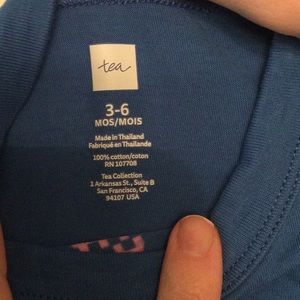 tea
3-6
MOS/MOIS
Made in Thailand
Fabriqué en Thaïlande
100% cotton/coton
RN 107708
Tea Collection
1 Arkansas St., Suite B
San Francisco, CA
94107 USA